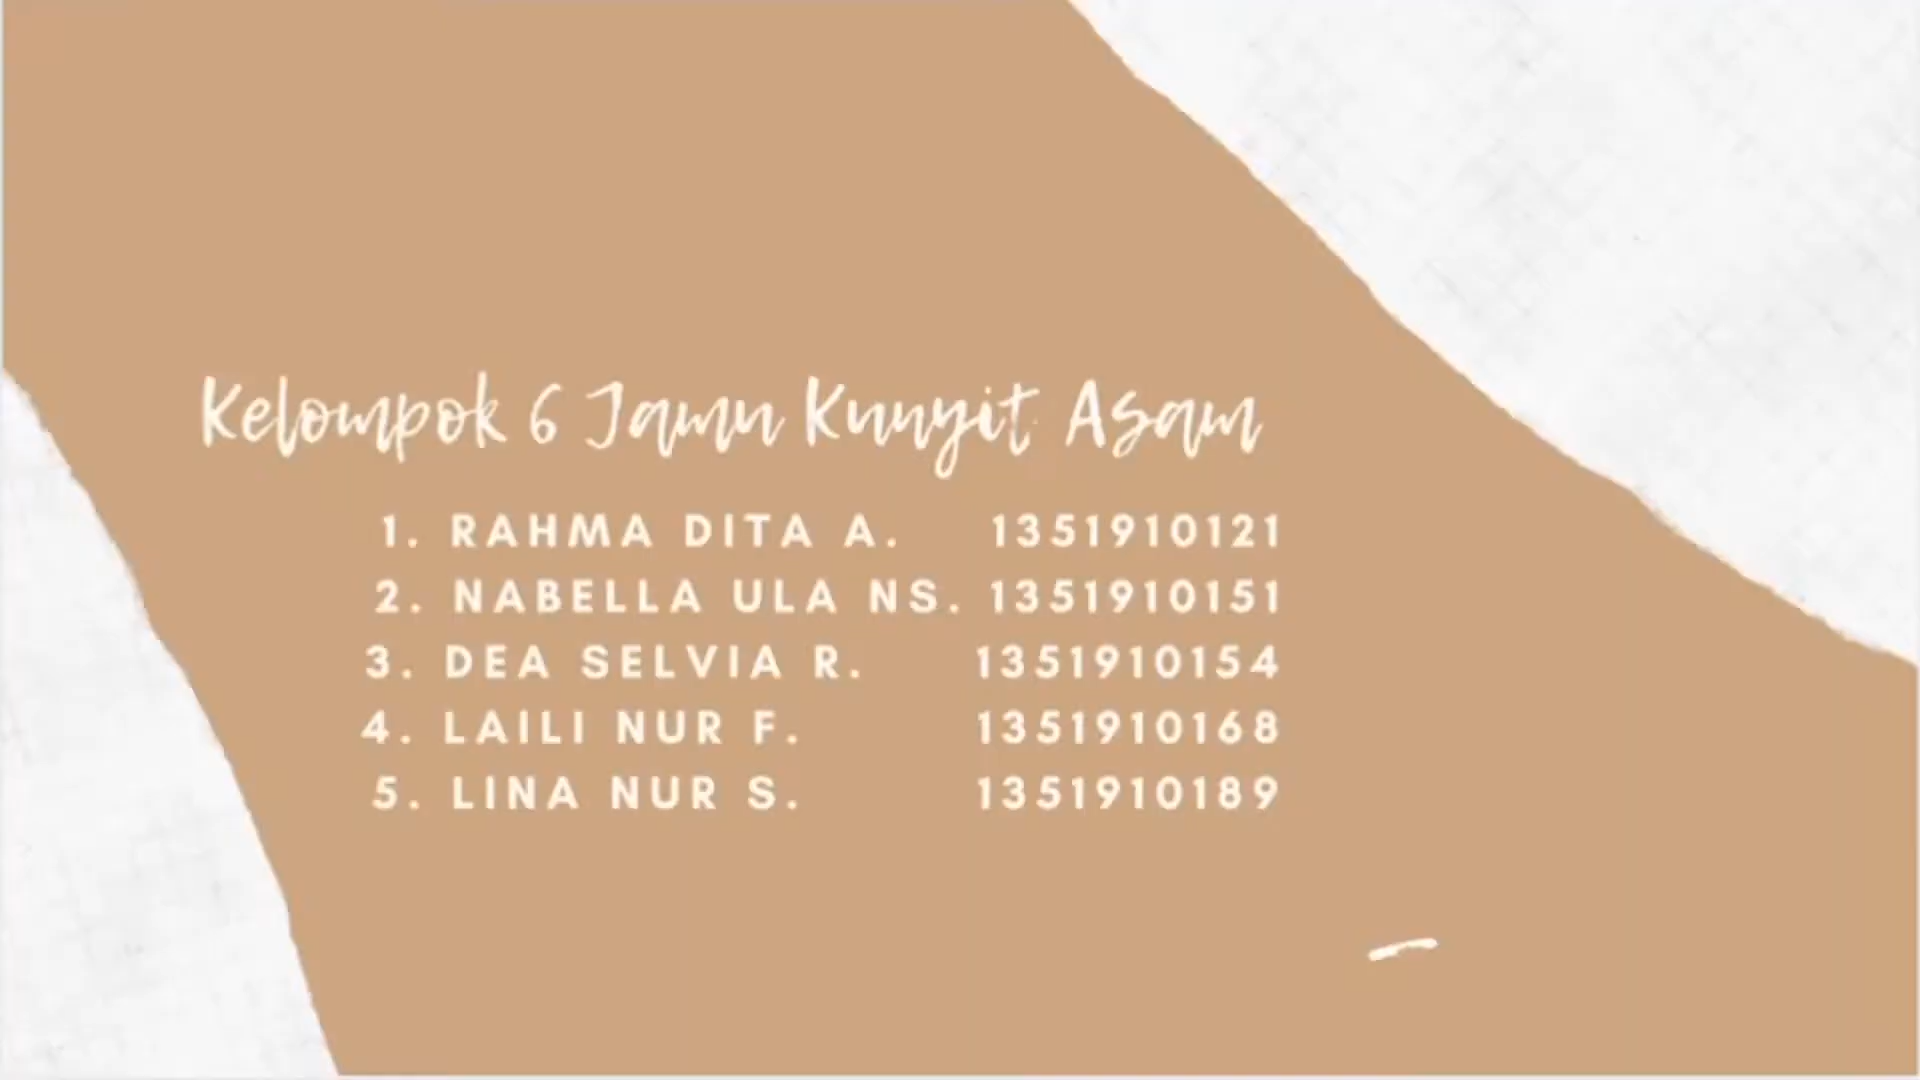 Kelompok 6 Jamu Kunyit Asam
1. RAHMA DITA A. 1351910121
2. NABELLA ULA NS. 1351910151
3. DEA SELVIA R. 1351910154
4. LAILI NUR F. 1351910168
5. LINA NUR S. 1351910189